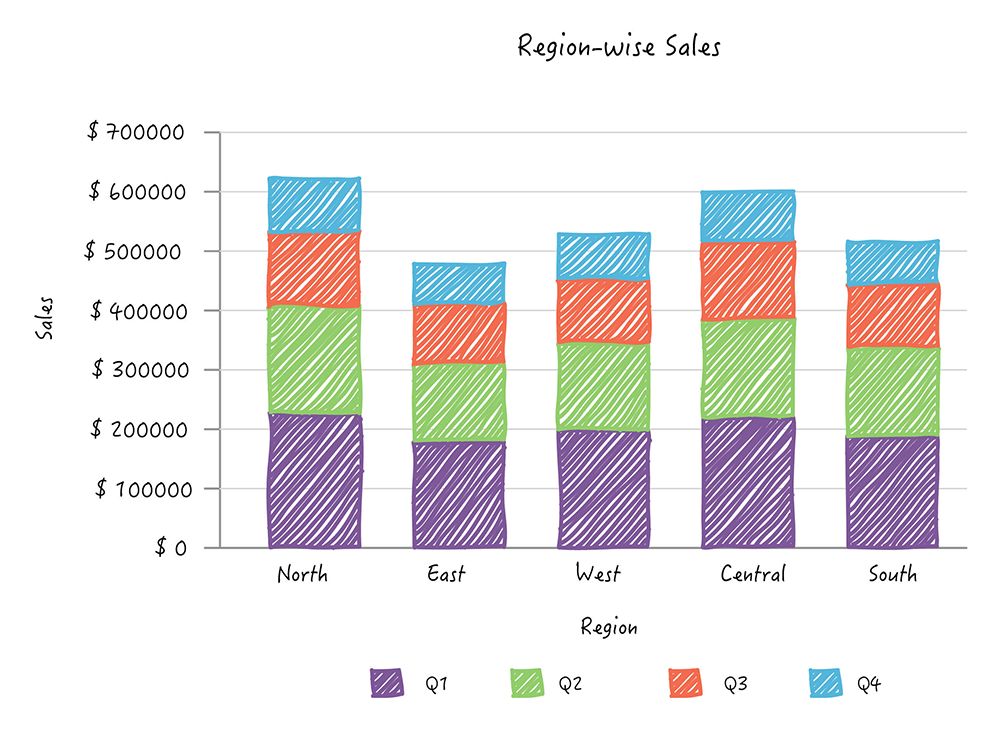 Region-wise Sales
$ 700000
$ 600000
$ 500000
$ 400000
$ 300000
$ 200000
$ 100000
$ 0
Sales
North East West Central South
Region
Q1 Q2 Q3 Q4